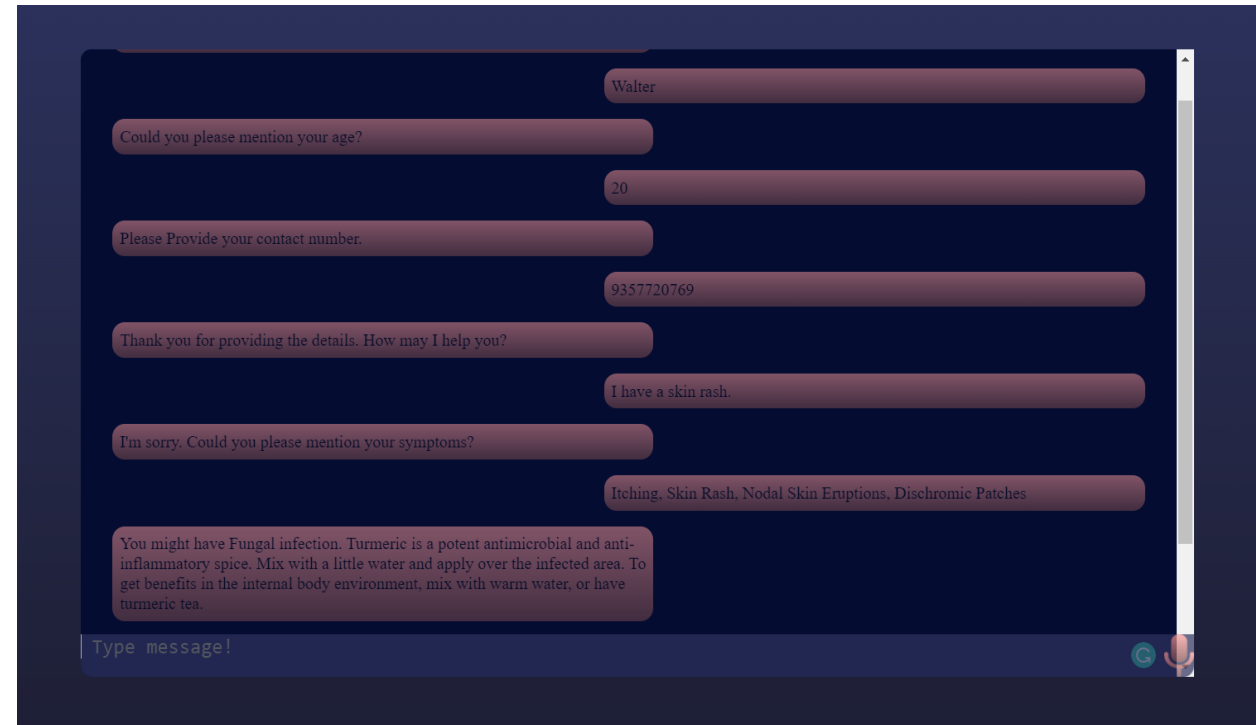 Walter
Could you please mention your age?
20
Please Provide your contact number.
9357720769
Thank you for providing the details. How may I help you?
I have a skin rash.
I'm sorry. Could you please mention your symptoms?
Itching, Skin Rash, Nodal Skin Eruptions, Dischromic Patches
You might have Fungal infection. Turmeric is a potent antimicrobial and anti-
inflammatory spice. Mix with a little water and apply over the infected area. To
get benefits in the internal body environment, mix with warm water, or have
turmeric tea.
Type message!
G